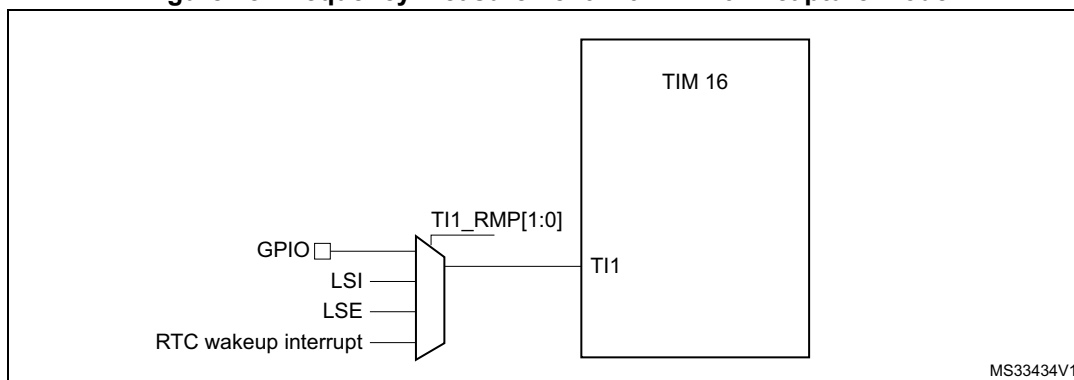 TIM 16
TI1_RMP[1:0]
GPIO
TI1
LSI
LSE
RTC wakeup interrupt
MS33434V1